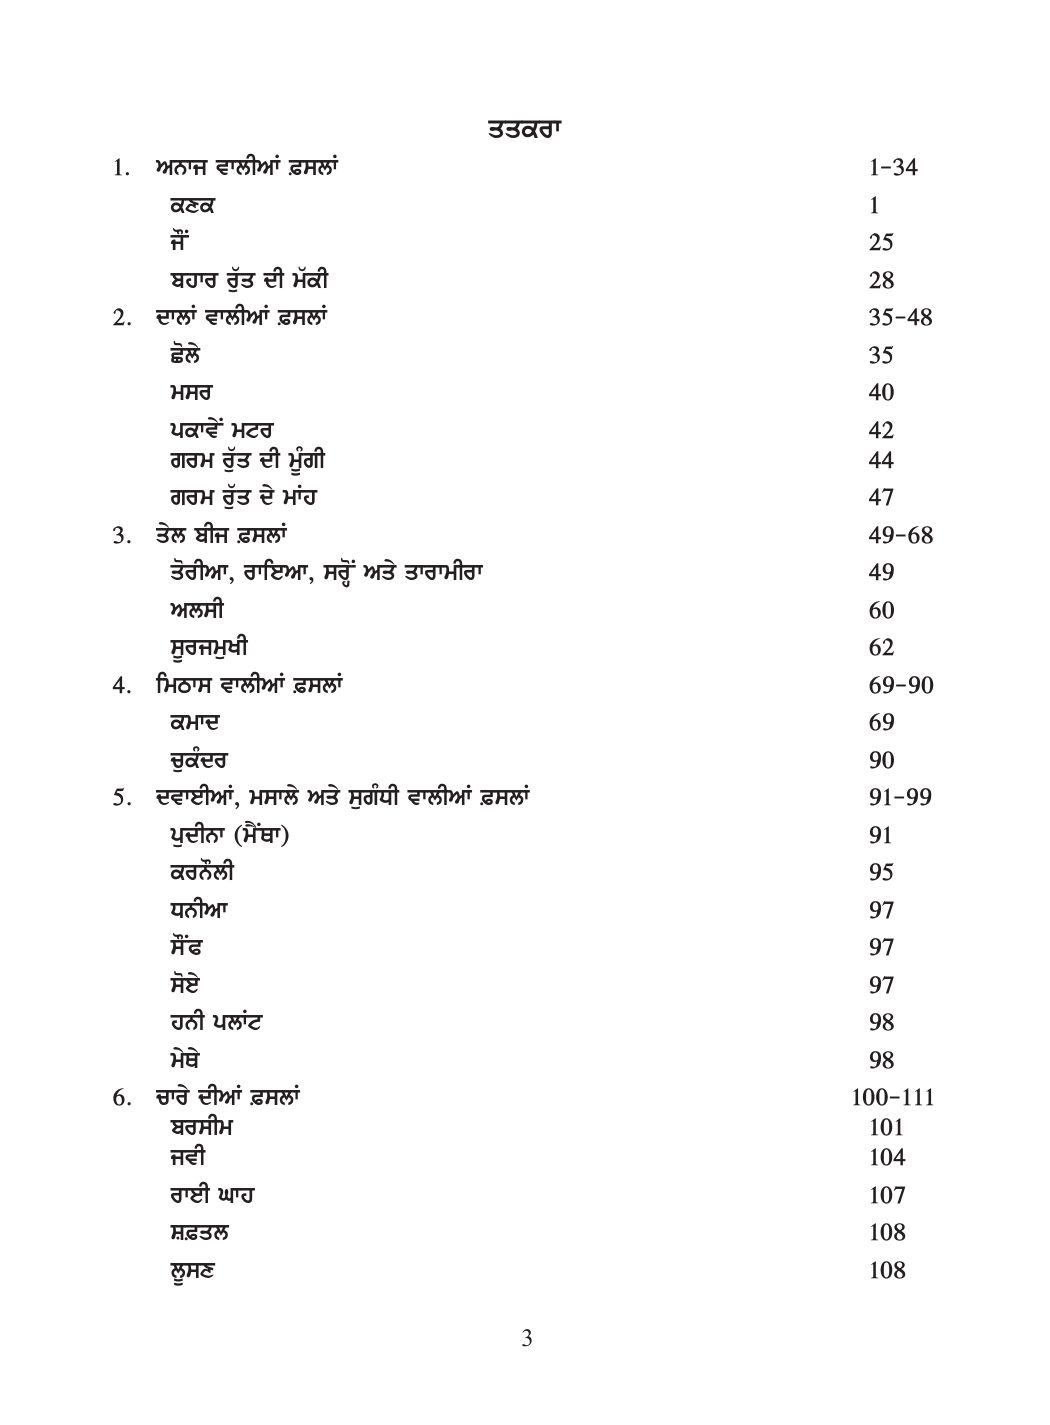 ਤਤਕਰਾ
1. ਅਨਾਜ ਵਾਲੀਆਂ ਫ਼ਸਲਾਂ 1-34
ਕਣਕ 1
ਜੌਂ 25
ਬਹਾਰ ਰੁੱਤ ਦੀ ਮੱਕੀ 28
2. ਦਾਲਾਂ ਵਾਲੀਆਂ ਫ਼ਸਲਾਂ 35-48
ਛੋਲੇ 35
ਮਸਰ 40
ਪਕਾਵੇਂ ਮਟਰ 42
ਗਰਮ ਰੁੱਤ ਦੀ ਮੂੰਗੀ 44
ਗਰਮ ਰੁੱਤ ਦੇ ਮਾਂਹ 47
3. ਤੇਲ ਬੀਜ ਫ਼ਸਲਾਂ 49-68
ਤੋਰੀਆ, ਰਾਇਆ, ਸਰ੍ਹੋਂ ਅਤੇ ਤਾਰਾਮੀਰਾ 49
ਅਲਸੀ 60
ਸੂਰਜਮੁਖੀ 62
4. ਮਿਠਾਸ ਵਾਲੀਆਂ ਫ਼ਸਲਾਂ 69-90
ਕਮਾਦ 69
ਚੁਕੰਦਰ 90
5. ਦਵਾਈਆਂ, ਮਸਾਲੇ ਅਤੇ ਸੁਗੰਧੀ ਵਾਲੀਆਂ ਫ਼ਸਲਾਂ 91-99
ਪੁਦੀਨਾ (ਮੈਂਥਾ) 91
ਕਰਨੌਲੀ 95
ਧਨੀਆ 97
ਸੌਂਫ 97
ਸੋਏ 97
ਹਨੀ ਪਲਾਂਟ 98
ਮੇਥੇ 98
6. ਚਾਰੇ ਦੀਆਂ ਫ਼ਸਲਾਂ 100-111
ਬਰਸੀਮ 101
ਜਵੀ 104
ਰਾਈ ਘਾਹ 107
ਸ਼ਫ਼ਤਲ 108
ਲੂਸਣ 108
3